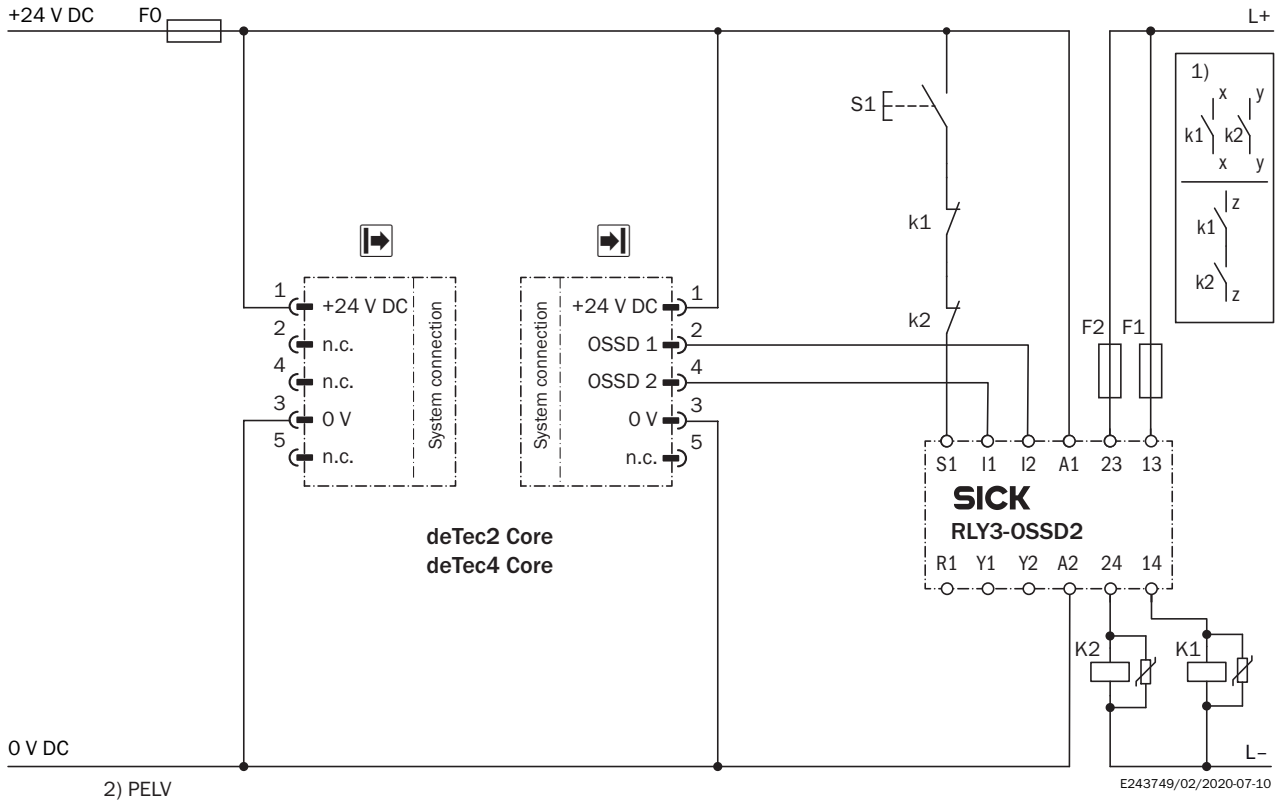 +24 V DC
F0
L+
S1
1)
x
y
k1
k2
x
y
z
k1
k2
z
k1
k2
F2
F1
1
+24 V DC
2
n.c.
4
n.c.
3
0 V
5
n.c.
System connection
System connection
+24 V DC
1
OSSD 1
2
OSSD 2
4
0 V
3
n.c.
5
deTec2 Core
deTec4 Core
S1
I1
I2
A1
23
13
SICK
RLY3-OSSD2
R1
Y1
Y2
A2
24
14
K2
K1
0 V DC
L–
2) PELV
E243749/02/2020-07-10